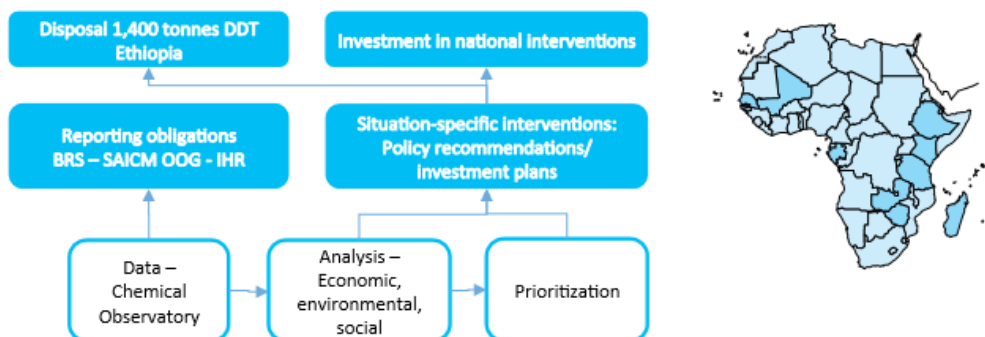 Disposal 1,400 tonnes DDT
Ethiopia
Investment in national interventions
Reporting obligations
BRS – SAICM OOG - IHR
Situation-specific interventions:
Policy recommendations/
investment plans
Data –
Chemical
Observatory
Analysis –
Economic,
environmental,
social
Prioritization